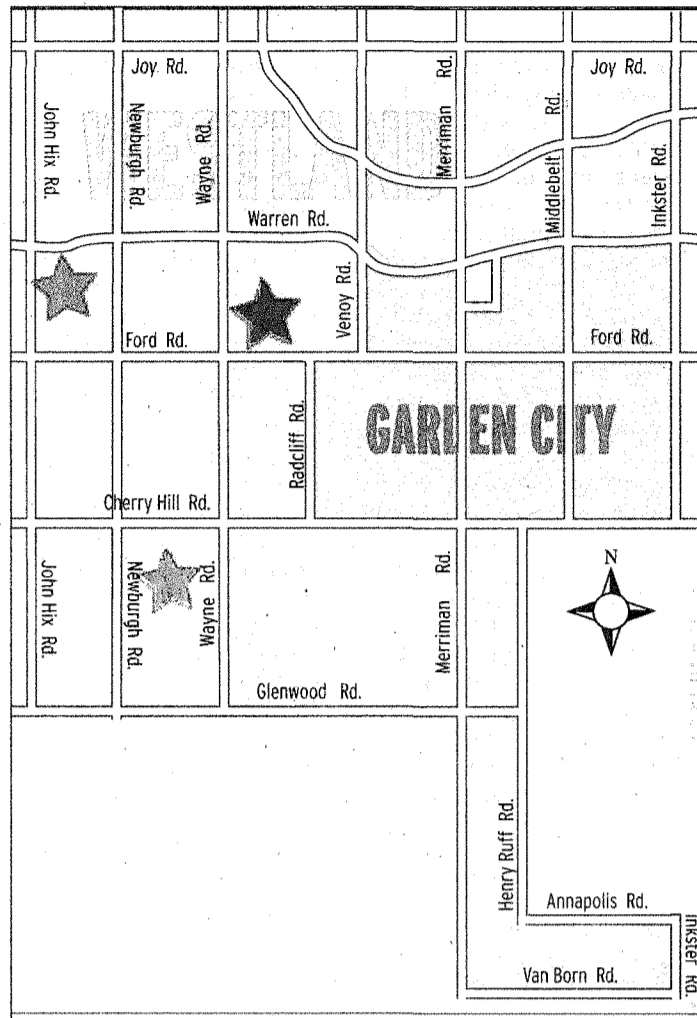 Joy Rd.
Joy Rd.
John Hix Rd.
Newburgh Rd.
Wayne Rd.
Merriman Rd.
Middlebelt Rd.
Inkster Rd.
WESTLAND
Warren Rd.
Venoy Rd.
Ford Rd.
Ford Rd.
Radcliff Rd.
GARDEN CITY
Cherry Hill Rd.
John Hix Rd.
Newburgh Rd.
Wayne Rd.
Merriman Rd.
N
Glenwood Rd.
Henry Ruff Rd.
Annapolis Rd.
Inkster Rd.
Van Born Rd.